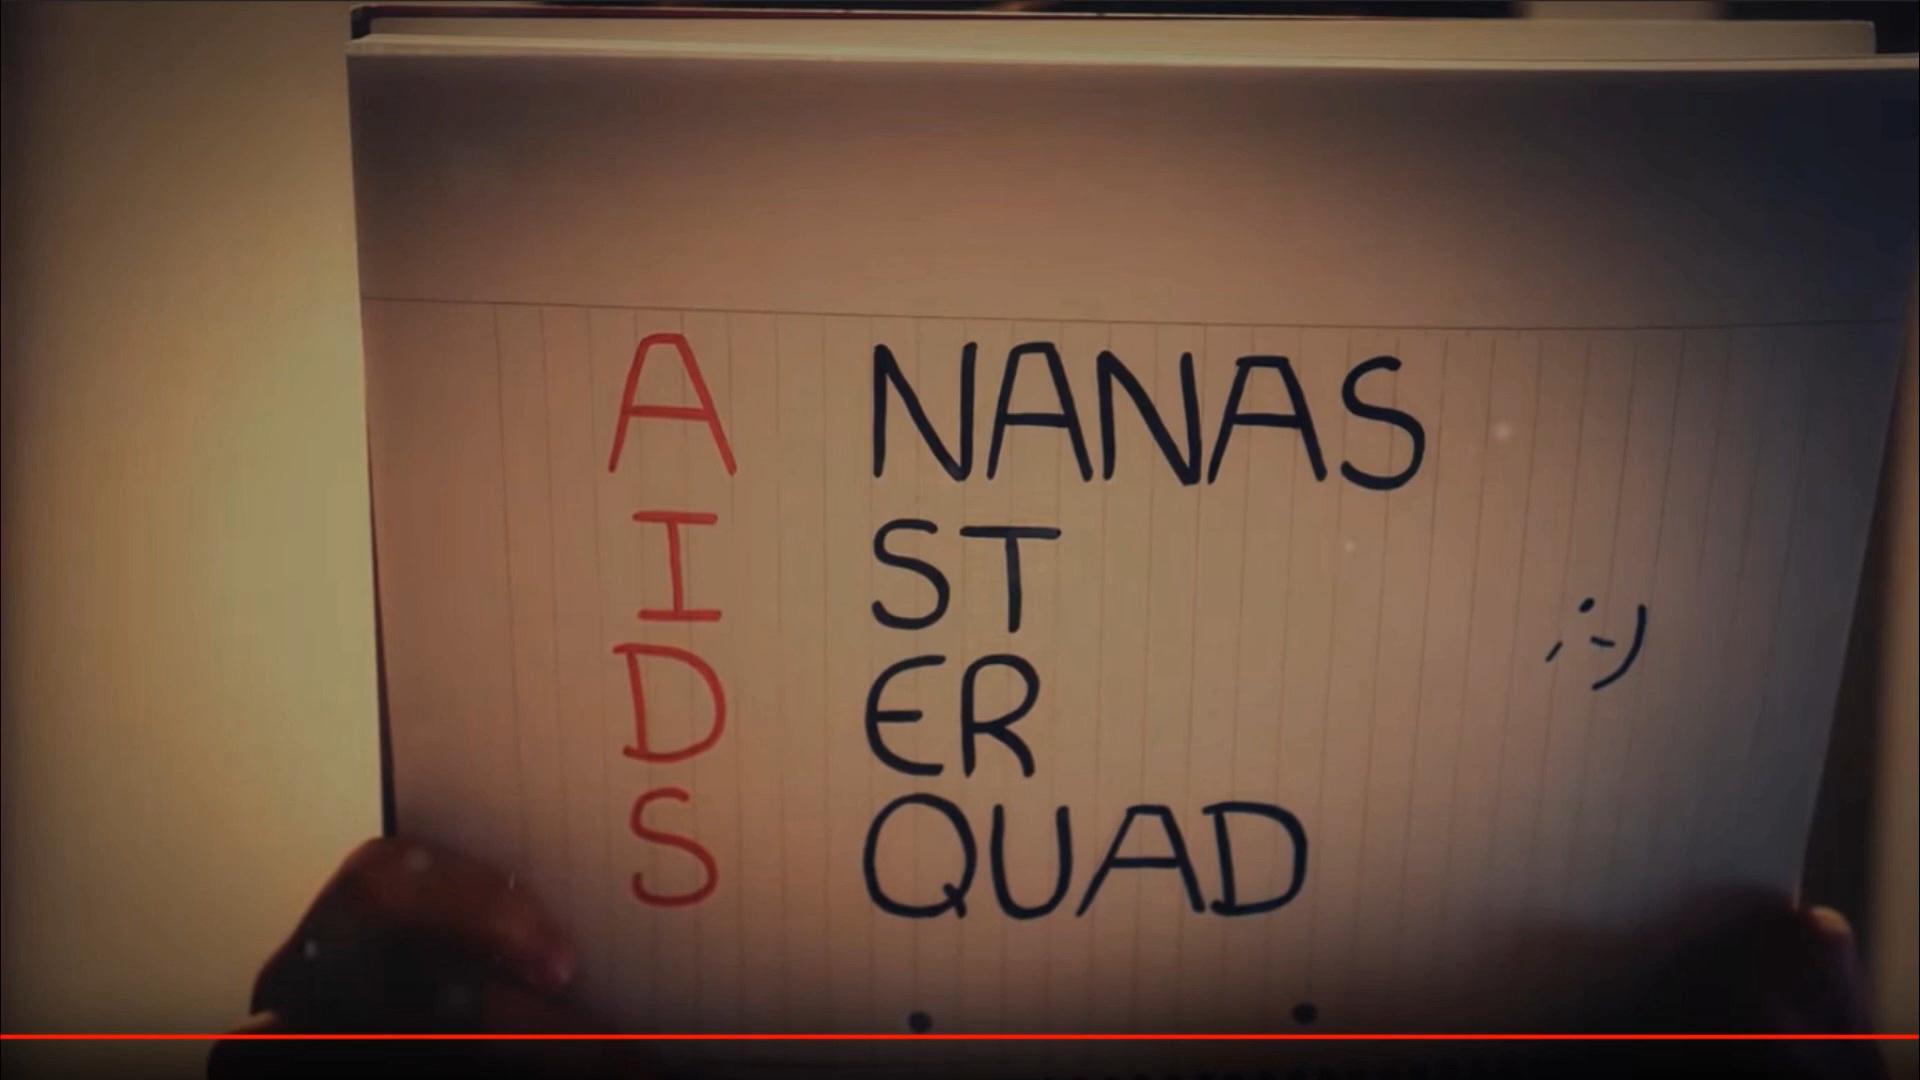 A NANAS
I ST
D ER
S QUAD
;-)